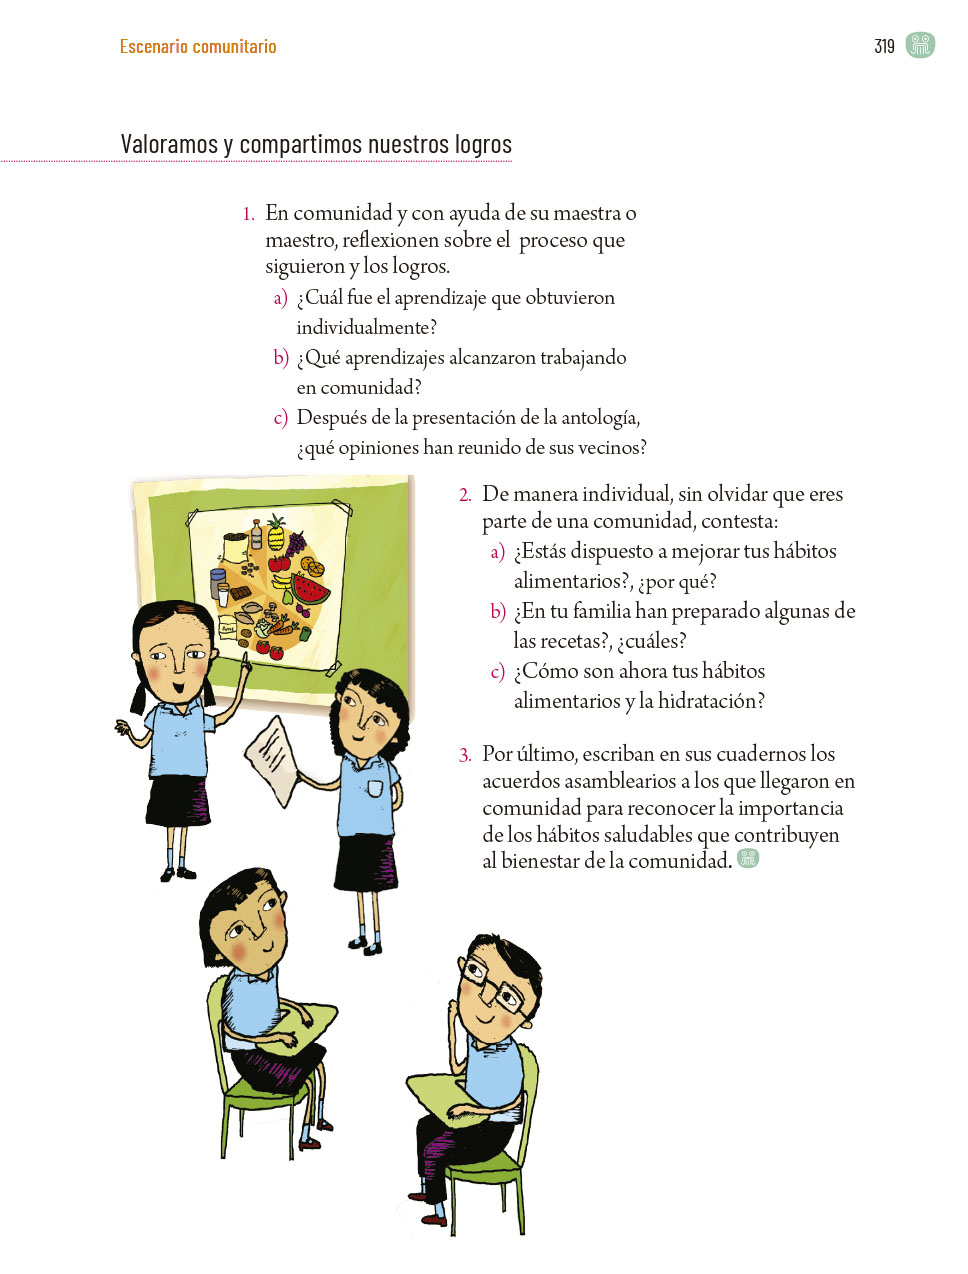 Escenario comunitario
319
Valoramos y compartimos nuestros logros
1. En comunidad y con ayuda de su maestra o
maestro, reflexionen sobre el proceso que
siguieron y los logros.
a) ¿Cuál fue el aprendizaje que obtuvieron
individualmente?
b) ¿Qué aprendizajes alcanzaron trabajando
en comunidad?
c) Después de la presentación de la antología,
¿qué opiniones han reunido de sus vecinos?
2. De manera individual, sin olvidar que eres
parte de una comunidad, contesta:
a) ¿Estás dispuesto a mejorar tus hábitos
alimentarios?, ¿por qué?
b) ¿En tu familia han preparado algunas de
las recetas?, ¿cuáles?
c) ¿Cómo son ahora tus hábitos
alimentarios y la hidratación?
3. Por último, escriban en sus cuadernos los
acuerdos asamblearios a los que llegaron en
comunidad para reconocer la importancia
de los hábitos saludables que contribuyen
al bienestar de la comunidad.